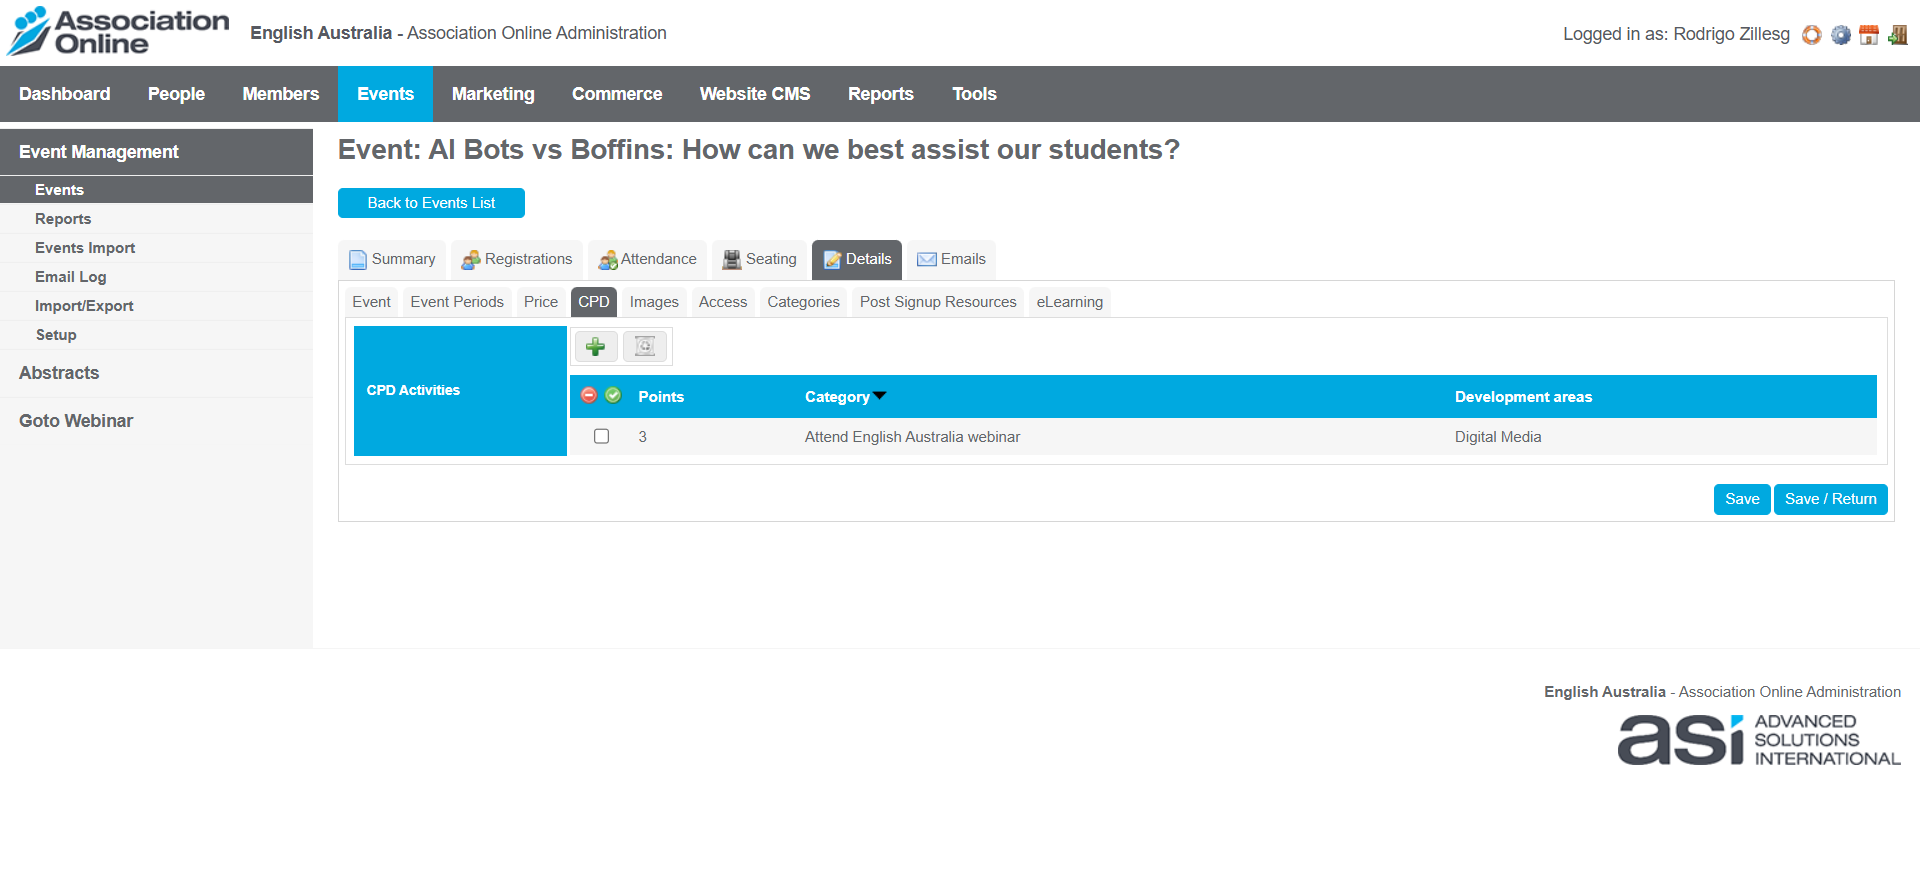 Association Online
English Australia - Association Online Administration
Logged in as: Rodrigo Zillesg
Dashboard People Members Events Marketing Commerce Website CMS Reports Tools
Event Management
Events
Reports
Events Import
Email Log
Import/Export
Setup
Abstracts
Goto Webinar
Event: AI Bots vs Boffins: How can we best assist our students?
Back to Events List
Summary Registrations Attendance Seating Details Emails
Event Event Periods Price CPD Images Access Categories Post Signup Resources eLearning
CPD Activities
Points Category Development areas
3 Attend English Australia webinar Digital Media
Save Save / Return
English Australia - Association Online Administration
asi ADVANCED
SOLUTIONS
INTERNATIONAL